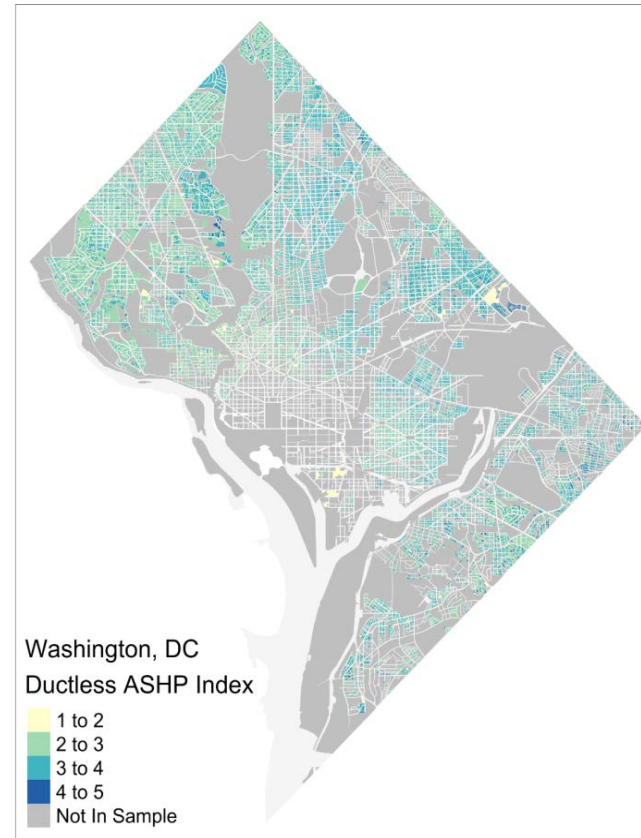 Washington, DC
Ductless ASHP Index
1 to 2
2 to 3
3 to 4
4 to 5
Not In Sample